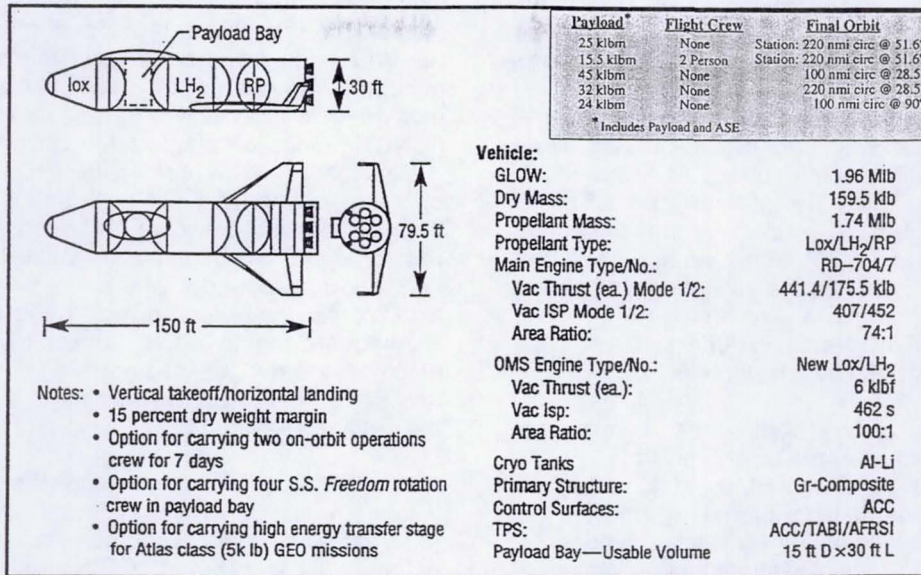 Payload Bay
lox
LH2
RP
30 ft
79.5 ft
150 ft
Payload* Flight Crew Final Orbit
25 klbm None Station: 220 nmi circ @ 51.6
15.5 klbm 2 Person Station: 220 nmi circ @ 51.6
45 klbm None 100 nmi circ @ 28.5
32 klbm None 220 nmi circ @ 28.5
24 klbm None 100 nmi circ @ 90
*Includes Payload and ASE
Notes: • Vertical takeoff/horizontal landing
• 15 percent dry weight margin
• Option for carrying two on-orbit operations
crew for 7 days
• Option for carrying four S.S. Freedom rotation
crew in payload bay
• Option for carrying high energy transfer stage
for Atlas class (5k lb) GEO missions
Vehicle:
GLOW: 1.96 Mlb
Dry Mass: 159.5 klb
Propellant Mass: 1.74 Mlb
Propellant Type: Lox/LH2/RP
Main Engine Type/No.: RD–704/7
Vac Thrust (ea.) Mode 1/2: 441.4/175.5 klb
Vac ISP Mode 1/2: 407/452
Area Ratio: 74:1
OMS Engine Type/No.: New Lox/LH2
Vac Thrust (ea.): 6 klbf
Vac Isp: 462 s
Area Ratio: 100:1
Cryo Tanks Al-Li
Primary Structure: Gr-Composite
Control Surfaces: ACC
TPS: ACC/TABI/AFRSI
Payload Bay—Usable Volume 15 ft D ×30 ft L